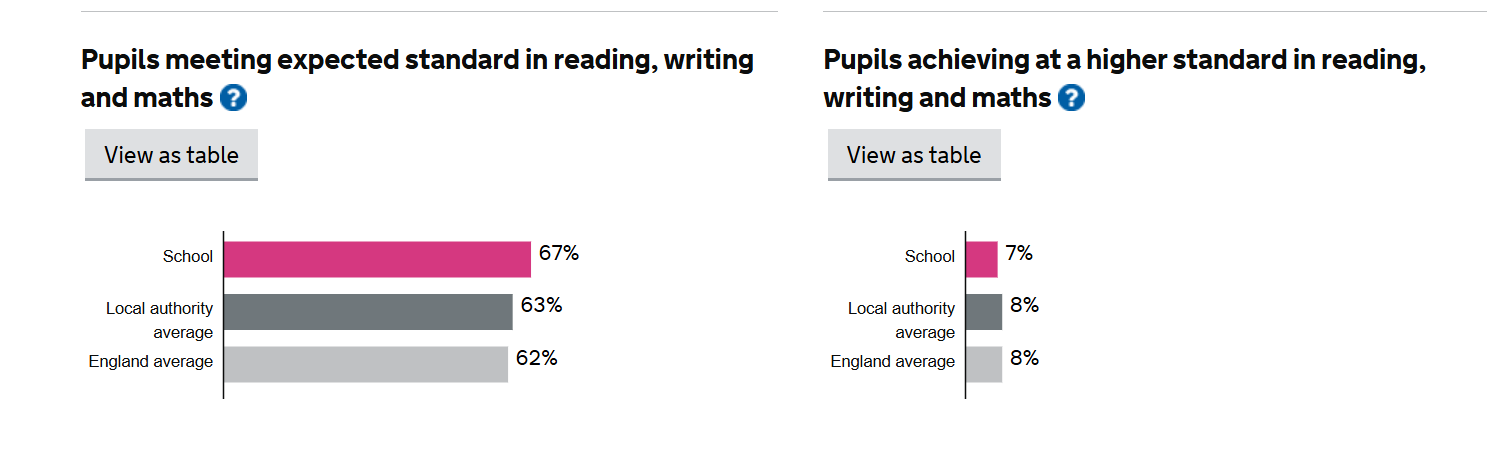 Pupils meeting expected standard in reading, writing
and maths ?
View as table
School 67%
Local authority 63%
average
England average 62%
Pupils achieving at a higher standard in reading,
writing and maths ?
View as table
School 7%
Local authority 8%
average
England average 8%